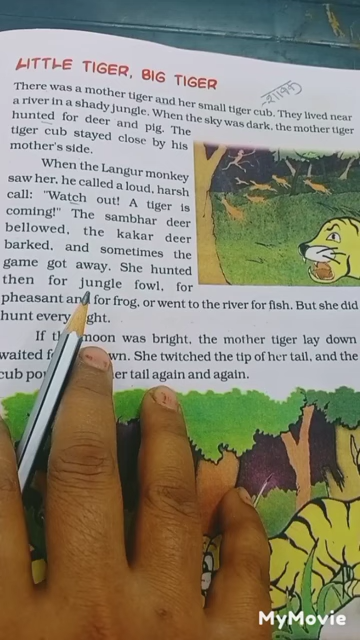 LITTLE TIGER, BIG TIGER
There was a mother tiger and her small tiger cub. They lived near
a river in a shady jungle. When the sky was dark, the mother tiger
hunted for deer and pig. The
tiger cub stayed close by his
mother's side.
When the Langur monkey
saw her, he called a loud, harsh
call: "Watch out! A tiger is
coming!" The sambhar deer
bellowed, the kakar deer
barked, and sometimes the
game got away. She hunted
then for jungle fowl, for
pheasant and for frog, or went to the river for fish. But she did
hunt every
If the moon was bright, the mother tiger lay down
She twitched the tip of her tail, and the
cub her tail again and again.
MyMovie